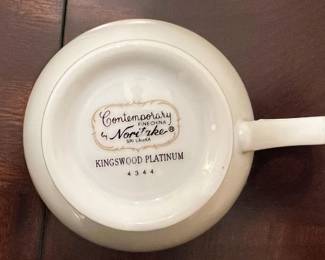 Contemporary
FINE CHINA
by Noritake®
SRI LANKA
KINGSWOOD PLATINUM
4344